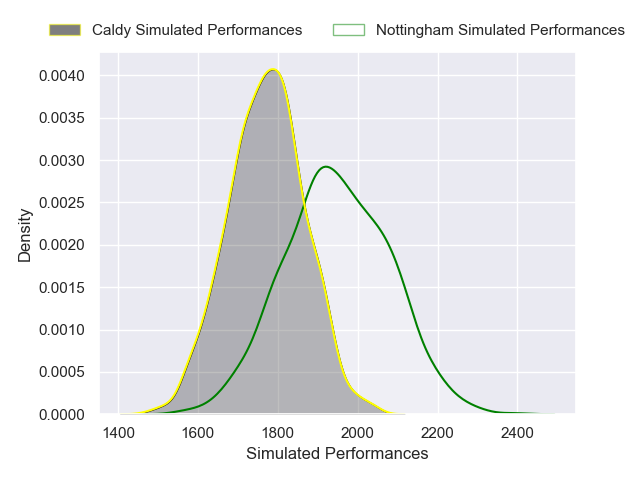 Caldy Simulated Performances
Nottingham Simulated Performances
0.0040
0.0035
0.0030
0.0025
0.0020
0.0015
0.0010
0.0005
0.0000
Density
1400 1600 1800 2000 2200 2400
Simulated Performances